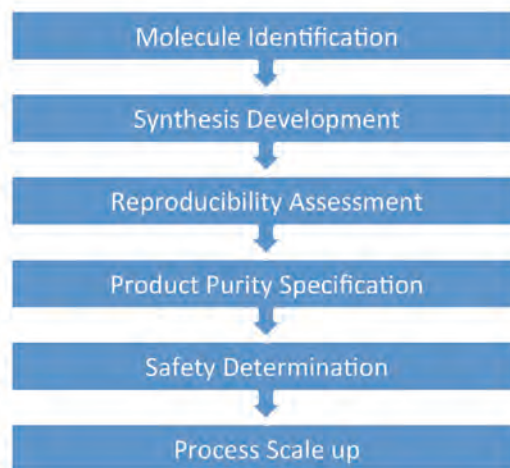 Molecule Identification
Synthesis Development
Reproducibility Assessment
Product Purity Specification
Safety Determination
Process Scale up